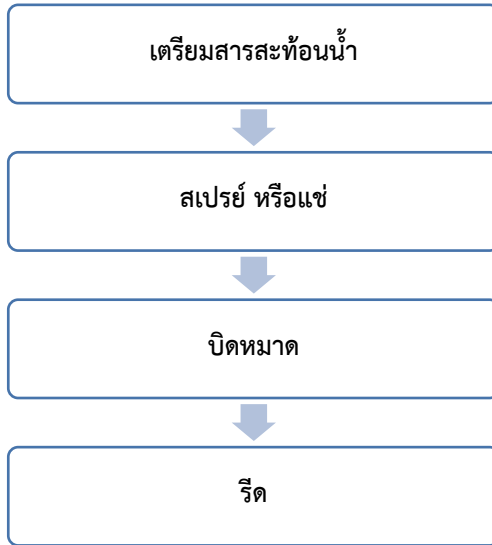 เตรียมสารสะท้อนน้ำ
สเปรย์ หรือแช่
บิดหมาด
รีด